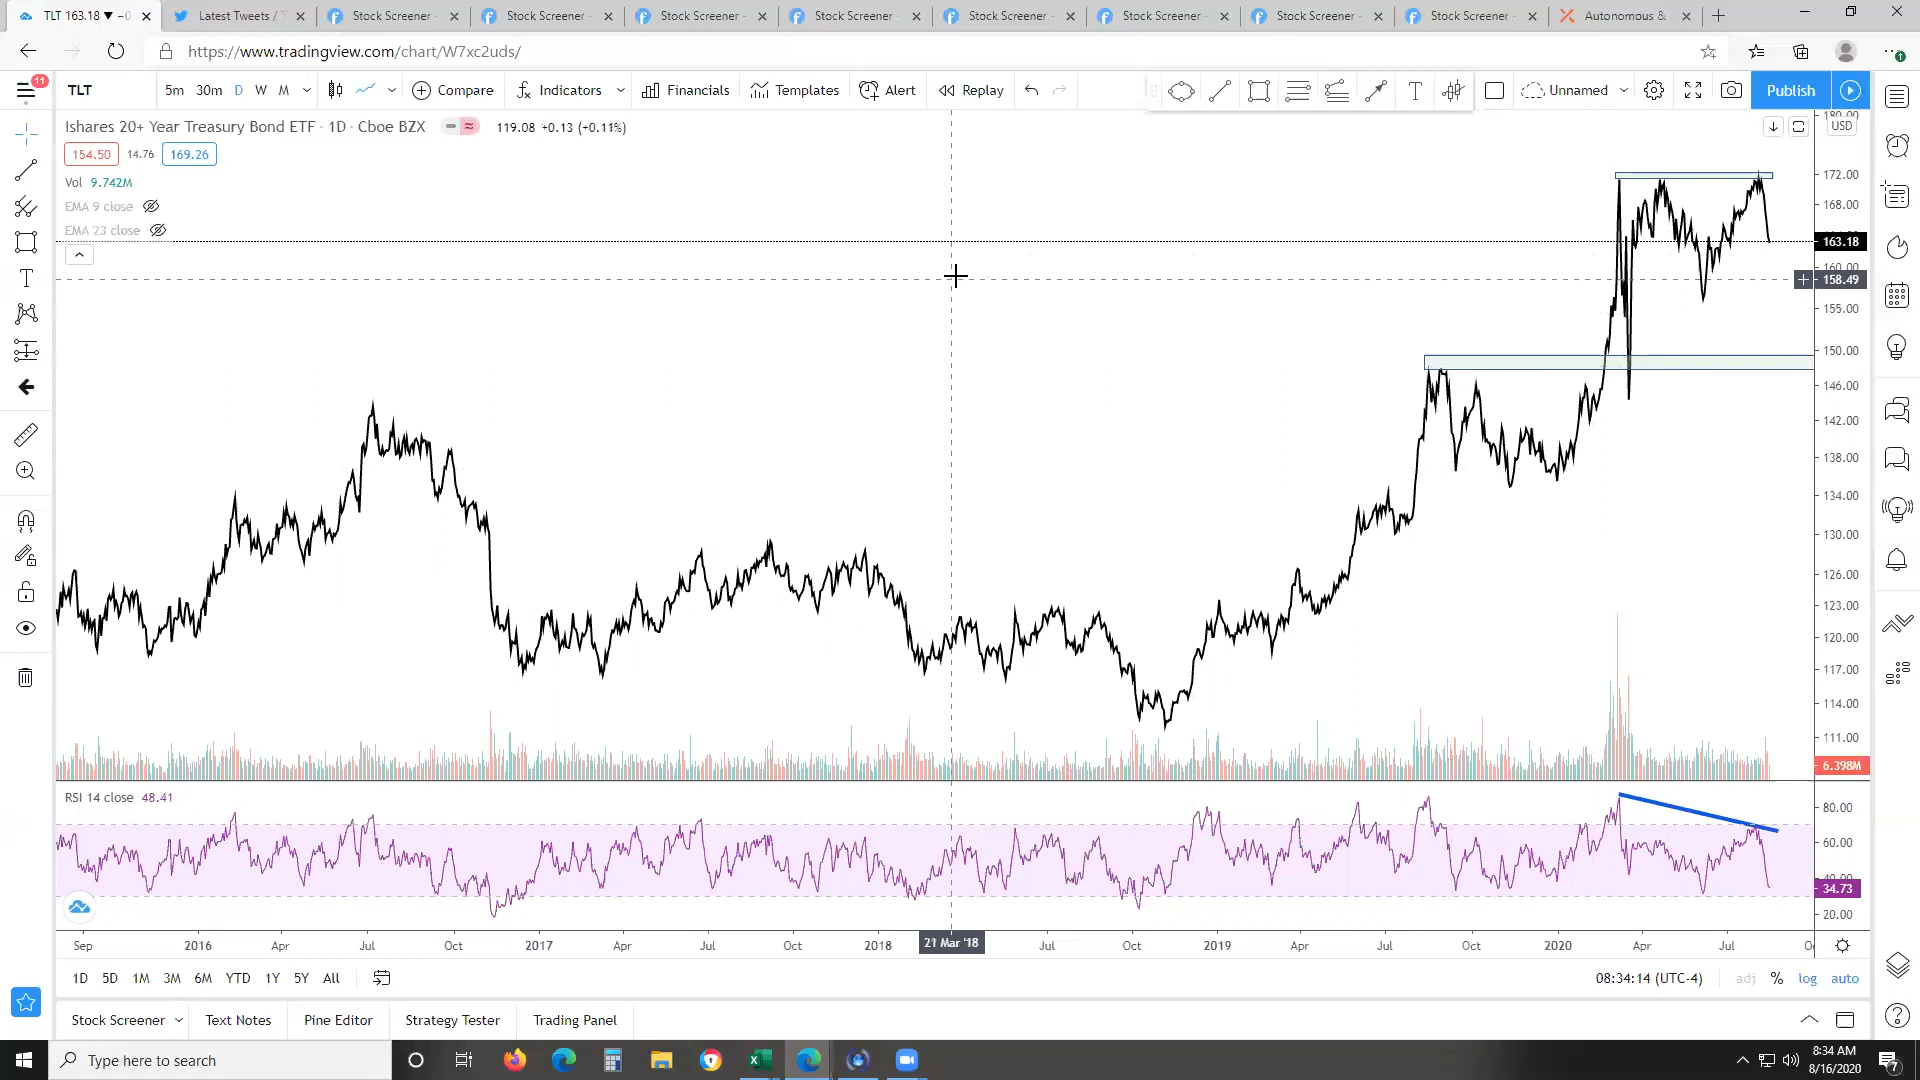 TLT 163.18 ▼ −0
Latest Tweets / T
Stock Screener -
Stock Screener -
Stock Screener -
Stock Screener -
Stock Screener -
Stock Screener -
Stock Screener -
Stock Screener -
Autonomous &
https://www.tradingview.com/chart/W7xc2uds/
11
TLT
5m 30m D W M
Compare
Indicators
Financials
Templates
Alert
Replay
Unnamed
Publish
Ishares 20+ Year Treasury Bond ETF · 1D · Cboe BZX
119.08 +0.13 (+0.11%)
USD
154.50 14.76 169.26
Vol 9.742M
EMA 9 close
EMA 23 close
180.00
172.00
168.00
163.18
160.00
158.49
155.00
150.00
146.00
142.00
138.00
134.00
130.00
126.00
123.00
120.00
117.00
114.00
111.00
6.398M
RSI 14 close 48.41
80.00
60.00
40.00
34.73
20.00
Sep 2016 Apr Jul Oct 2017 Apr Jul Oct 2018 21 Mar '18 Jul Oct 2019 Apr Jul Oct 2020 Apr Jul
1D 5D 1M 3M 6M YTD 1Y 5Y All
08:34:14 (UTC-4) adj % log auto
Stock Screener Text Notes Pine Editor Strategy Tester Trading Panel
Type here to search
8:34 AM
8/16/2020
7